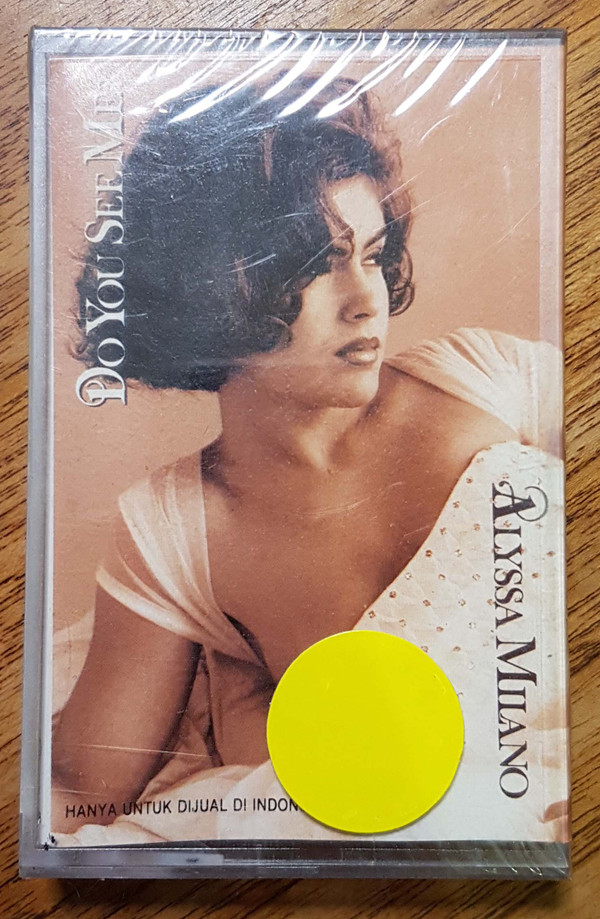 DO YOU SEE ME
ALYSSA MILANO
HANYA UNTUK DIJUAL DI INDON